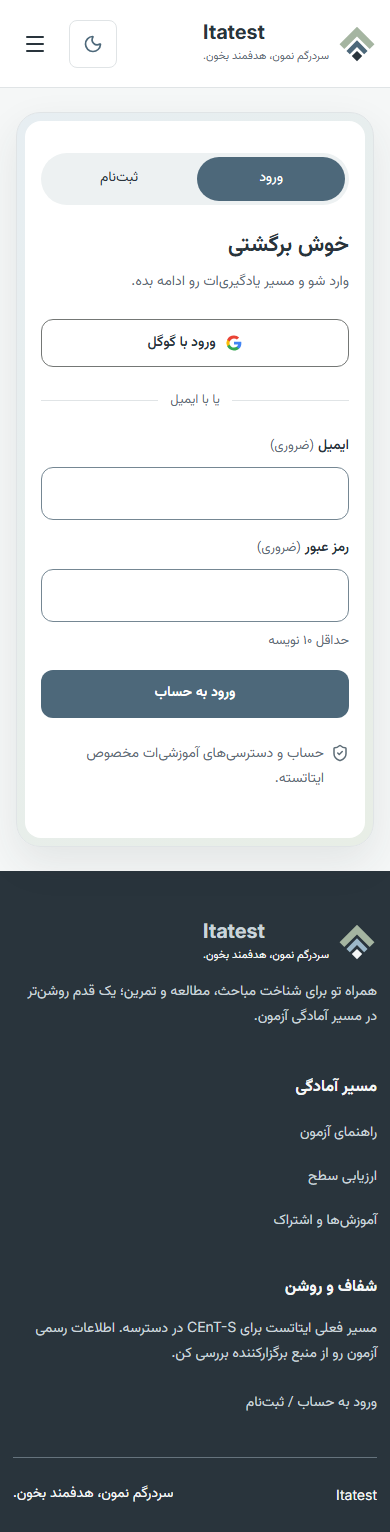 Itatest
سردرگم نمون، هدفمند بخون.
ورود
ثبت‌نام
خوش برگشتی
وارد شو و مسیر یادگیری‌ات رو ادامه بده.
ورود با گوگل
یا با ایمیل
ایمیل (ضروری)
رمز عبور (ضروری)
حداقل ۱۰ نویسه
ورود به حساب
حساب و دسترسی‌های آموزشی‌ات مخصوص
ایتاتسته.
Itatest
سردرگم نمون، هدفمند بخون.
همراه تو برای شناخت مباحث، مطالعه و تمرین؛ یک قدم روشن‌تر
در مسیر آمادگی آزمون.
مسیر آمادگی
راهنمای آزمون
ارزیابی سطح
آموزش‌ها و اشتراک
شفاف و روشن
مسیر فعلی ایتاتست برای CEnT-S در دسترسه. اطلاعات رسمی
آزمون رو از منبع برگزارکننده بررسی کن.
ورود به حساب / ثبت‌نام
Itatest
سردرگم نمون، هدفمند بخون.